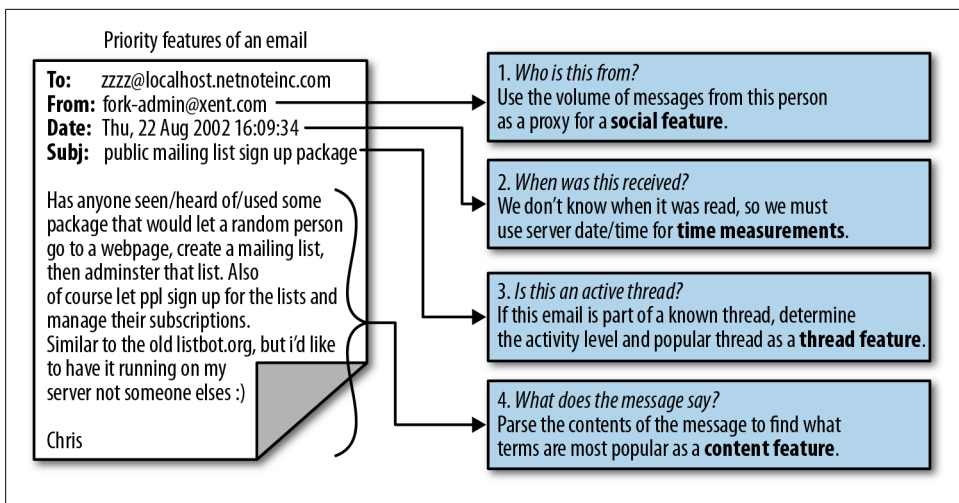 Priority features of an email
To: zzzz@localhost.netnoteinc.com
From: fork-admin@xent.com
Date: Thu, 22 Aug 2002 16:09:34
Subj: public mailing list sign up package
Has anyone seen/heard of/used some
package that would let a random person
go to a webpage, create a mailing list,
then adminster that list. Also
of course let ppl sign up for the lists and
manage their subscriptions.
Similar to the old listbot.org, but i’d like
to have it running on my
server not someone elses :)
Chris
1. Who is this from?
Use the volume of messages from this person
as a proxy for a social feature.
2. When was this received?
We don’t know when it was read, so we must
use server date/time for time measurements.
3. Is this an active thread?
If this email is part of a known thread, determine
the activity level and popular thread as a thread feature.
4. What does the message say?
Parse the contents of the message to find what
terms are most popular as a content feature.